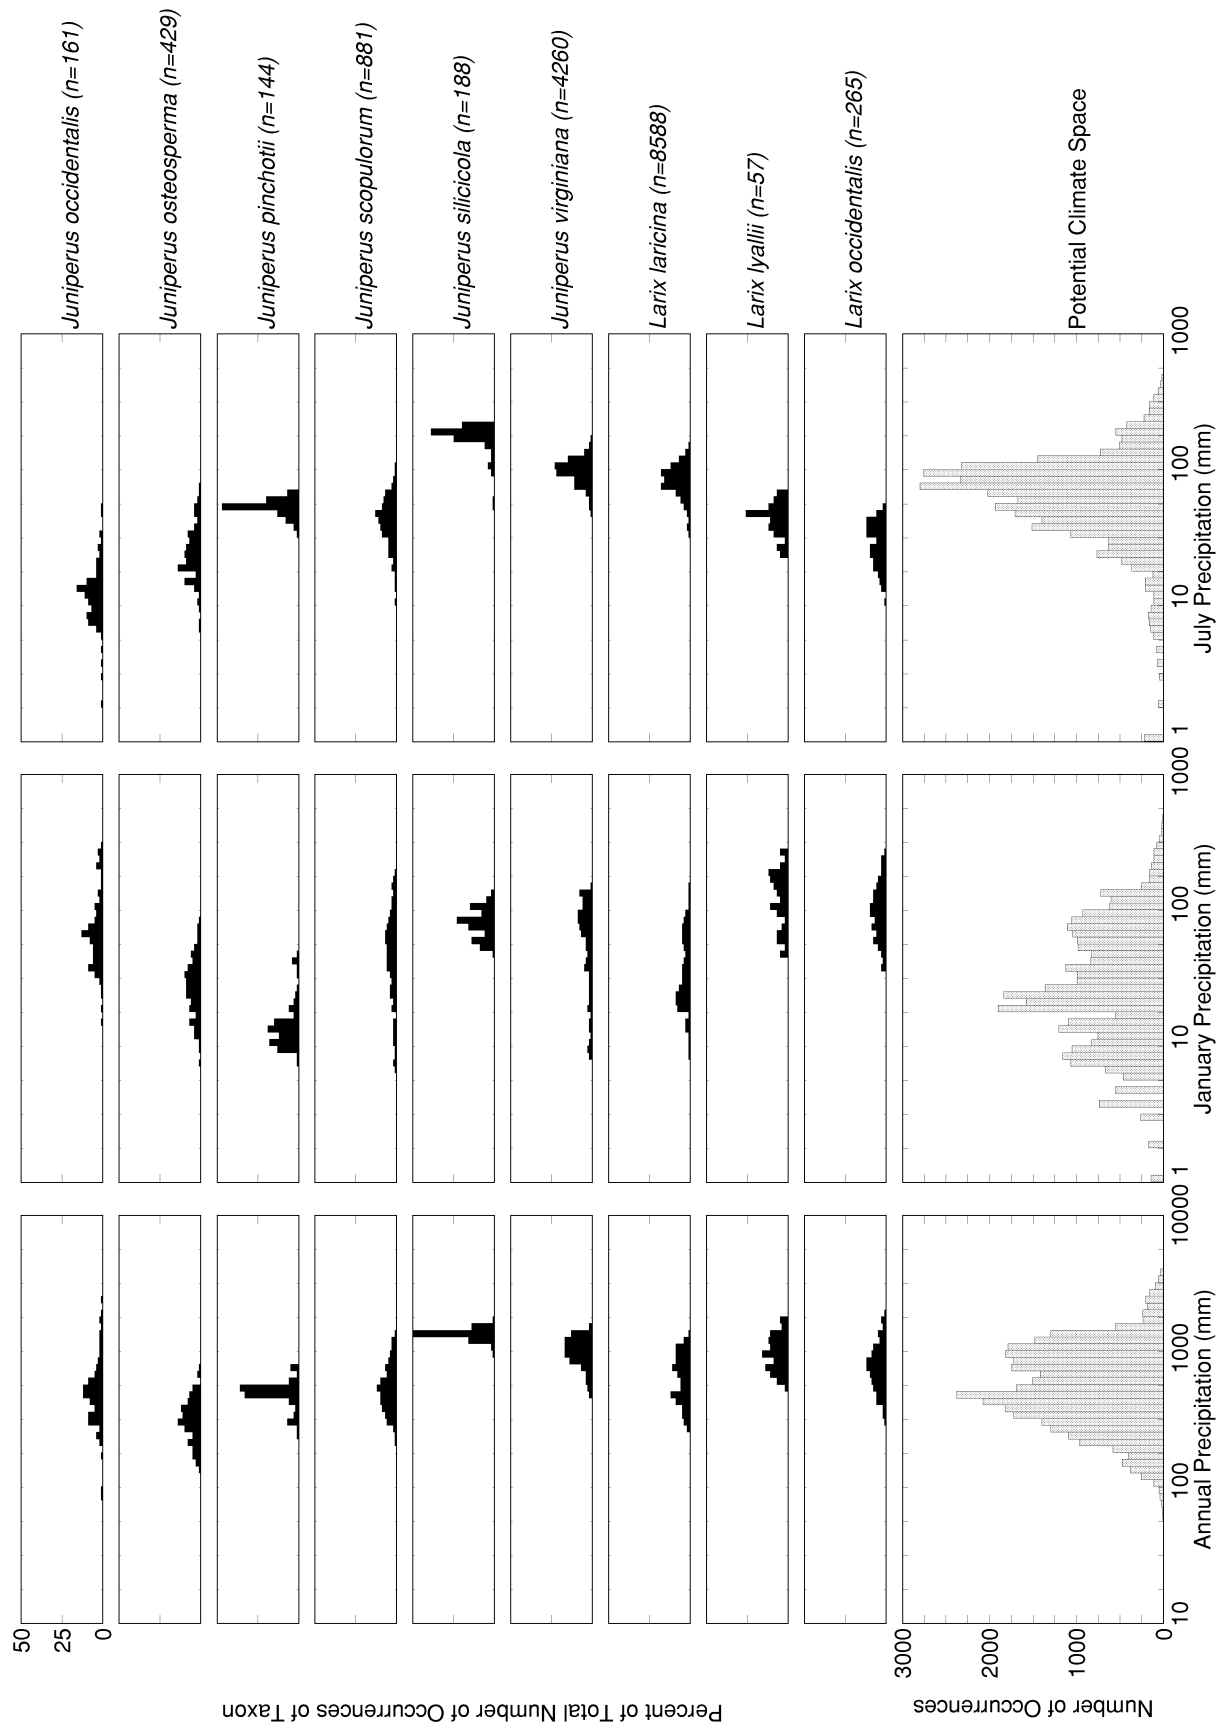 Percent of Total Number of Occurrences of Taxon
50
25
0
Juniperus occidentalis (n=161)
Juniperus osteosperma (n=429)
Juniperus pinchotii (n=144)
Juniperus scopulorum (n=881)
Juniperus silicicola (n=188)
Juniperus virginiana (n=4260)
Larix laricina (n=8588)
Larix lyallii (n=57)
Larix occidentalis (n=265)
Potential Climate Space
Number of Occurrences
3000
2000
1000
0
10 100 1000 10000
1 10 100 1000
1 10 100 1000
Annual Precipitation (mm)
January Precipitation (mm)
July Precipitation (mm)